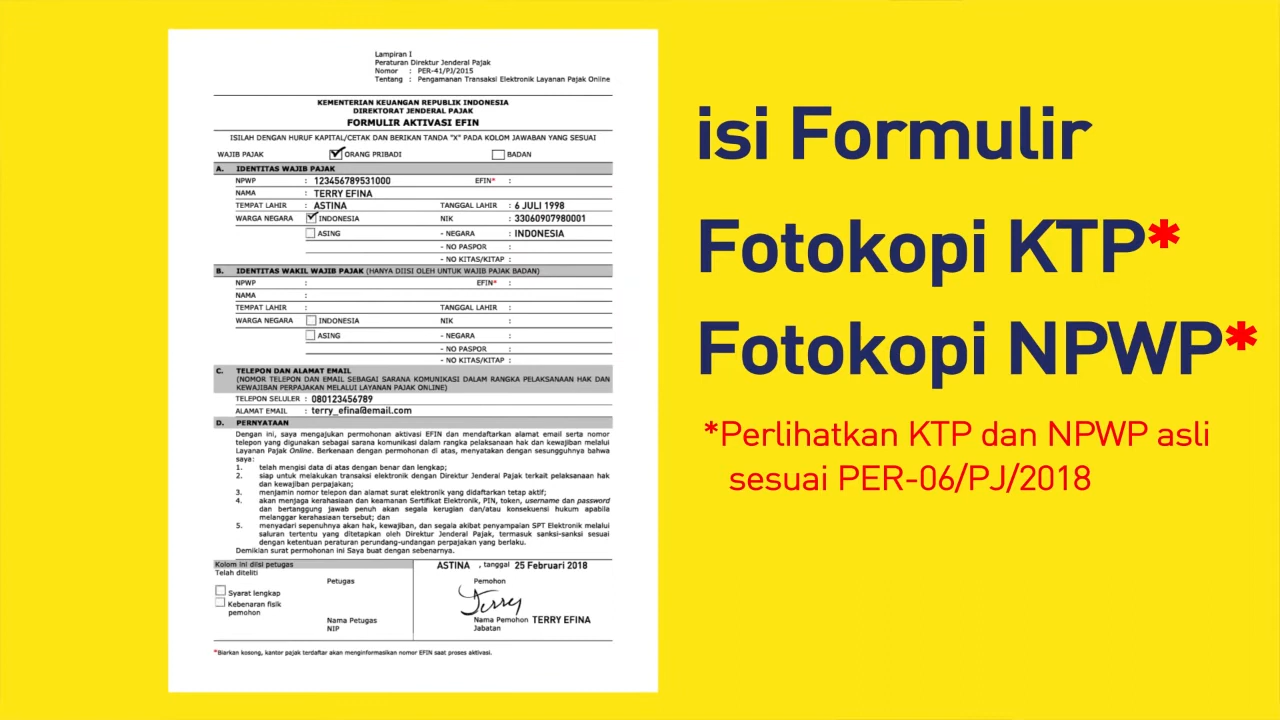 Lampiran I
Peraturan Direktur Jenderal Pajak
Nomor : PER-41/PJ/2015
Tentang : Pengamanan Transaksi Elektronik Layanan Pajak Online
KEMENTERIAN KEUANGAN REPUBLIK INDONESIA
DIREKTORAT JENDERAL PAJAK
FORMULIR AKTIVASI EFIN
ISILAH DENGAN HURUF KAPITAL/CETAK DAN BERIKAN TANDA "X" PADA KOLOM JAWABAN YANG SESUAI
WAJIB PAJAK ORANG PRIBADI BADAN
A. IDENTITAS WAJIB PAJAK
NPWP : 123456789531000 EFIN* :
NAMA : TERRY EFINA
TEMPAT LAHIR : ASTINA TANGGAL LAHIR : 6 JULI 1998
WARGA NEGARA INDONESIA NIK : 33060907980001
ASING - NEGARA : INDONESIA
- NO PASPOR :
- NO KITAS/KITAP :
B. IDENTITAS WAKIL WAJIB PAJAK (HANYA DIISI OLEH UNTUK WAJIB PAJAK BADAN)
NPWP : EFIN* :
NAMA :
TEMPAT LAHIR : TANGGAL LAHIR :
WARGA NEGARA INDONESIA NIK :
ASING - NEGARA :
- NO PASPOR :
- NO KITAS/KITAP :
C. TELEPON DAN ALAMAT EMAIL
(NOMOR TELEPON DAN EMAIL SEBAGAI SARANA KOMUNIKASI DALAM RANGKA PELAKSANAAN HAK DAN
KEWAJIBAN PERPAJAKAN MELALUI LAYANAN PAJAK ONLINE)
TELEPON SELULER : 080123456789
ALAMAT EMAIL : terry_efina@email.com
D. PERNYATAAN
Dengan ini, saya mengajukan permohonan aktivasi EFIN dan mendaftarkan alamat email serta nomor
telepon yang digunakan sebagai sarana komunikasi dalam rangka pelaksanaan hak dan kewajiban melalui
Layanan Pajak Online. Berkenaan dengan permohonan di atas, menyatakan dengan sesungguhnya bahwa
saya:
1. telah mengisi data di atas dengan benar dan lengkap;
2. siap untuk melakukan transaksi elektronik dengan Direktur Jenderal Pajak terkait pelaksanaan hak
dan kewajiban perpajakan;
3. menjamin nomor telepon dan alamat surat elektronik yang didaftarkan tetap aktif;
4. akan menjaga kerahasiaan dan keamanan Sertifikat Elektronik, PIN, token, username dan password
dan bertanggung jawab penuh akan segala kerugian dan/atau konsekuensi hukum apabila
melanggar kerahasiaan tersebut; dan
5. menyadari sepenuhnya akan hak, kewajiban, dan segala akibat penyampaian SPT Elektronik melalui
saluran tertentu yang ditetapkan oleh Direktur Jenderal Pajak, termasuk sanksi-sanksi sesuai
dengan ketentuan peraturan perundang-undangan perpajakan yang berlaku.
Demikian surat permohonan ini Saya buat dengan sebenarnya.
Kolom ini diisi petugas
Telah diteliti
Petugas
Syarat lengkap
Kebenaran fisik
pemohon
Nama Petugas
NIP
ASTINA , tanggal 25 Februari 2018
Pemohon
Terry
Nama Pemohon TERRY EFINA
Jabatan
*Biarkan kosong, kantor pajak terdaftar akan menginformasikan nomor EFIN saat proses aktivasi.
isi Formulir
Fotokopi KTP*
Fotokopi NPWP*
*Perlihatkan KTP dan NPWP asli
sesuai PER-06/PJ/2018